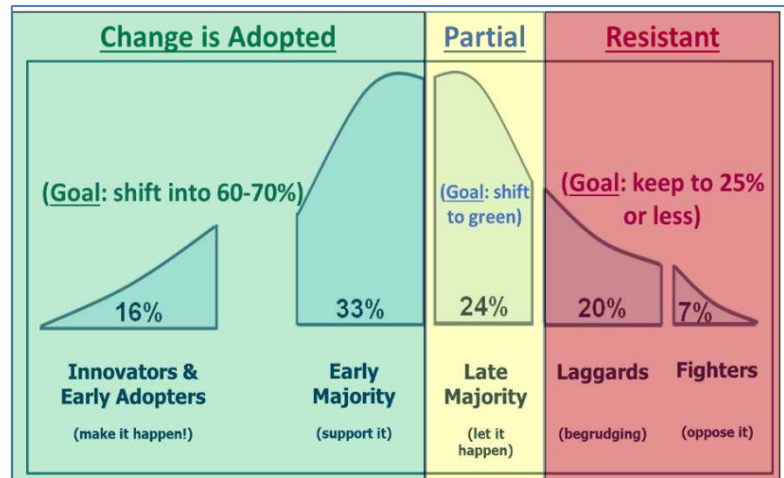 Change is Adopted
Partial
Resistant
(Goal: shift into 60-70%)
(Goal: shift
to green)
(Goal: keep to 25%
or less)
16%
33%
24%
20%
7%
Innovators &
Early Adopters
(make it happen!)
Early
Majority
(support it)
Late
Majority
(let it
happen)
Laggards
(begrudging)
Fighters
(oppose it)